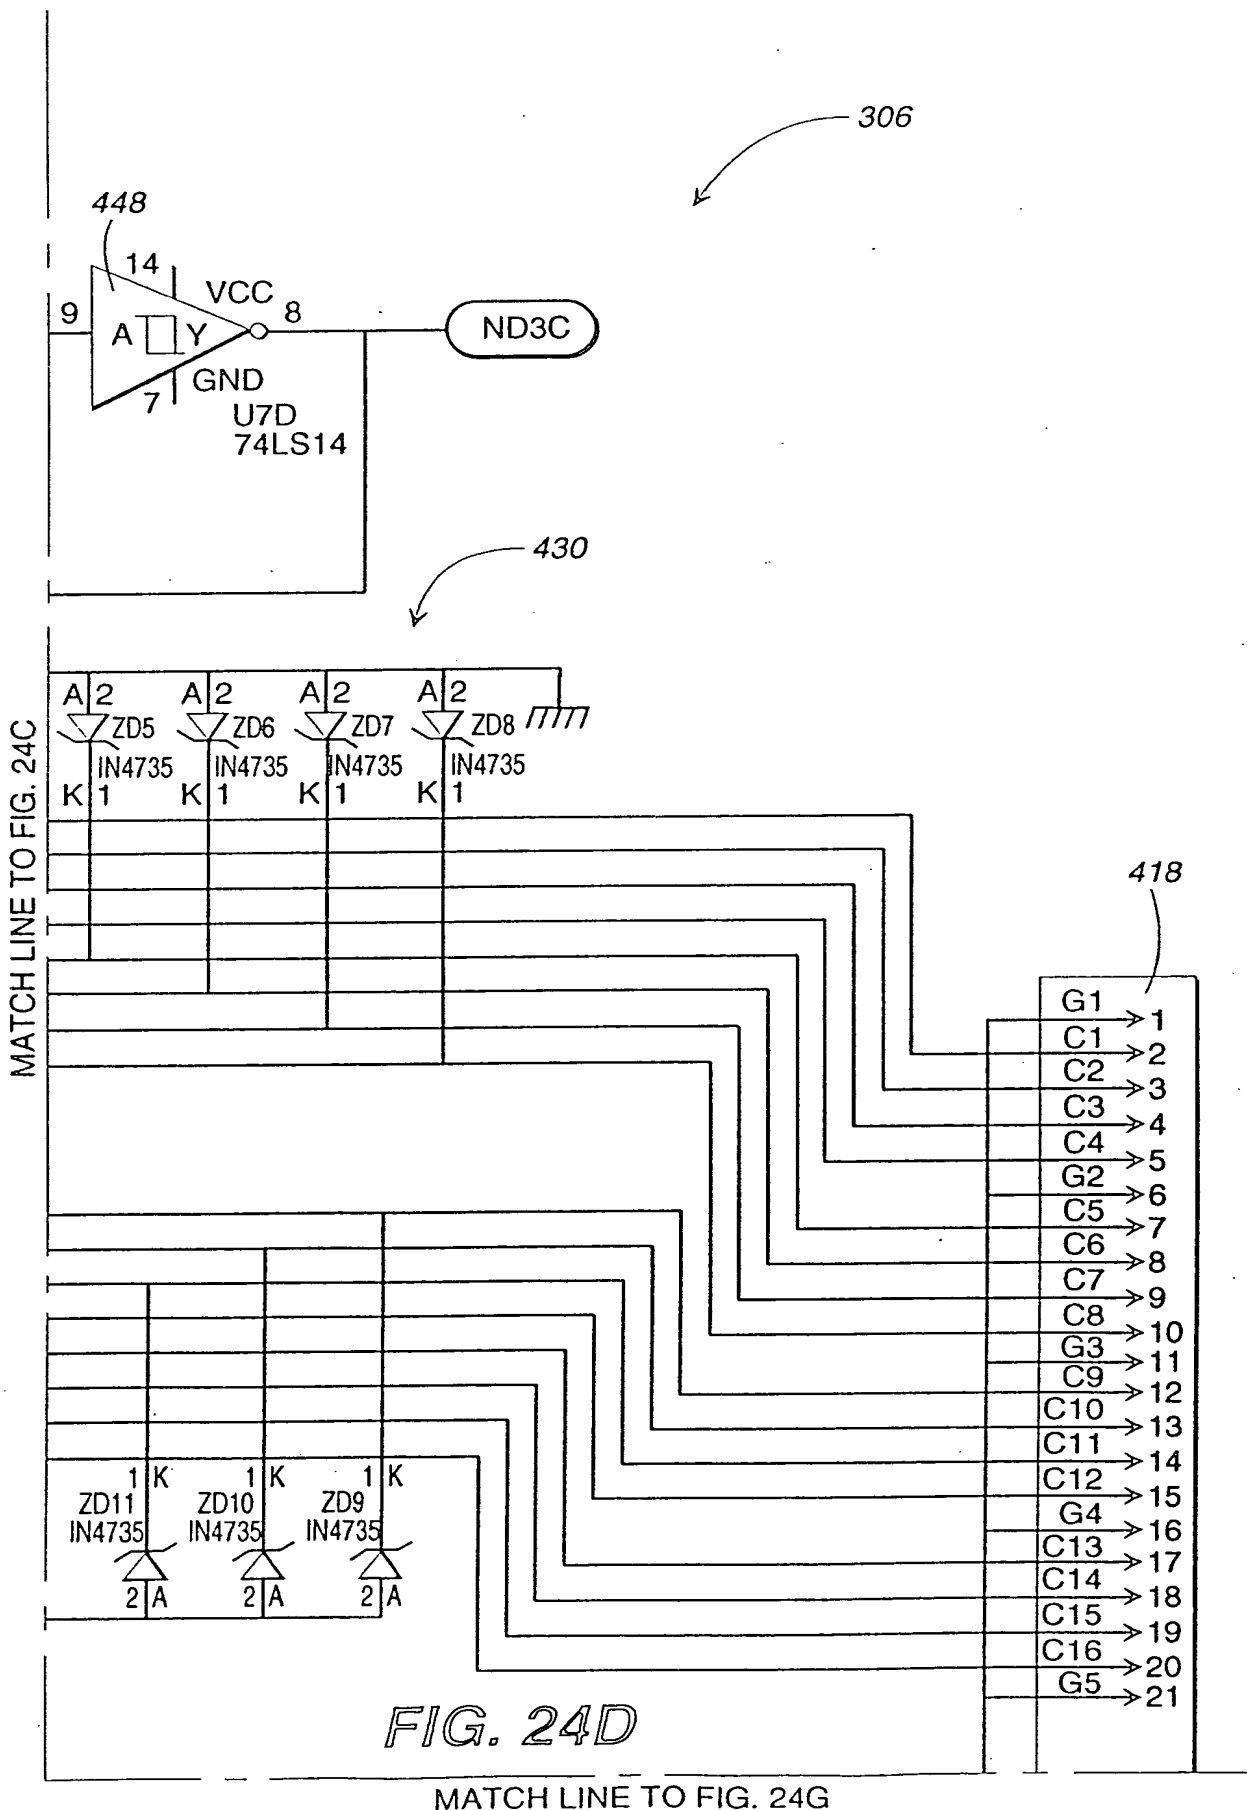 306
448
14
VCC
9
8
A
Y
ND3C
GND
7
U7D
74LS14
430
MATCH LINE TO FIG. 24C
A 2 A 2 A 2 A 2
ZD5 ZD6 ZD7 ZD8
IN4735 IN4735 IN4735 IN4735
K 1 K 1 K 1 K 1
418
G1 1
C1 2
C2 3
C3 4
C4 5
G2 6
C5 7
C6 8
C7 9
C8 10
G3 11
C9 12
C10 13
C11 14
C12 15
G4 16
C13 17
C14 18
C15 19
C16 20
G5 21
1 K 1 K 1 K
ZD11 ZD10 ZD9
IN4735 IN4735 IN4735
2 A 2 A 2 A
FIG. 24D
MATCH LINE TO FIG. 24G